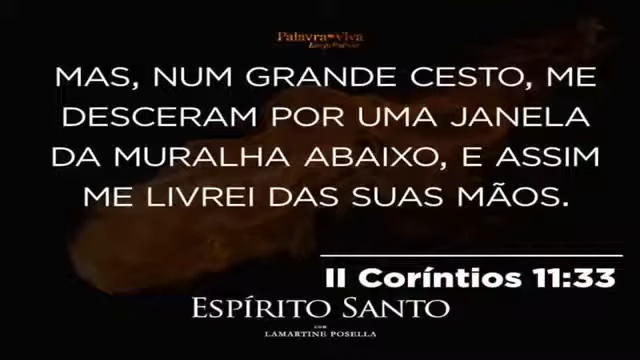 Palavra Viva
MAS, NUM GRANDE CESTO, ME
DESCERAM POR UMA JANELA
DA MURALHA ABAIXO, E ASSIM
ME LIVREI DAS SUAS MÃOS.
II Coríntios 11:33
ESPÍRITO SANTO
COM
LAMARTINE POSELLA